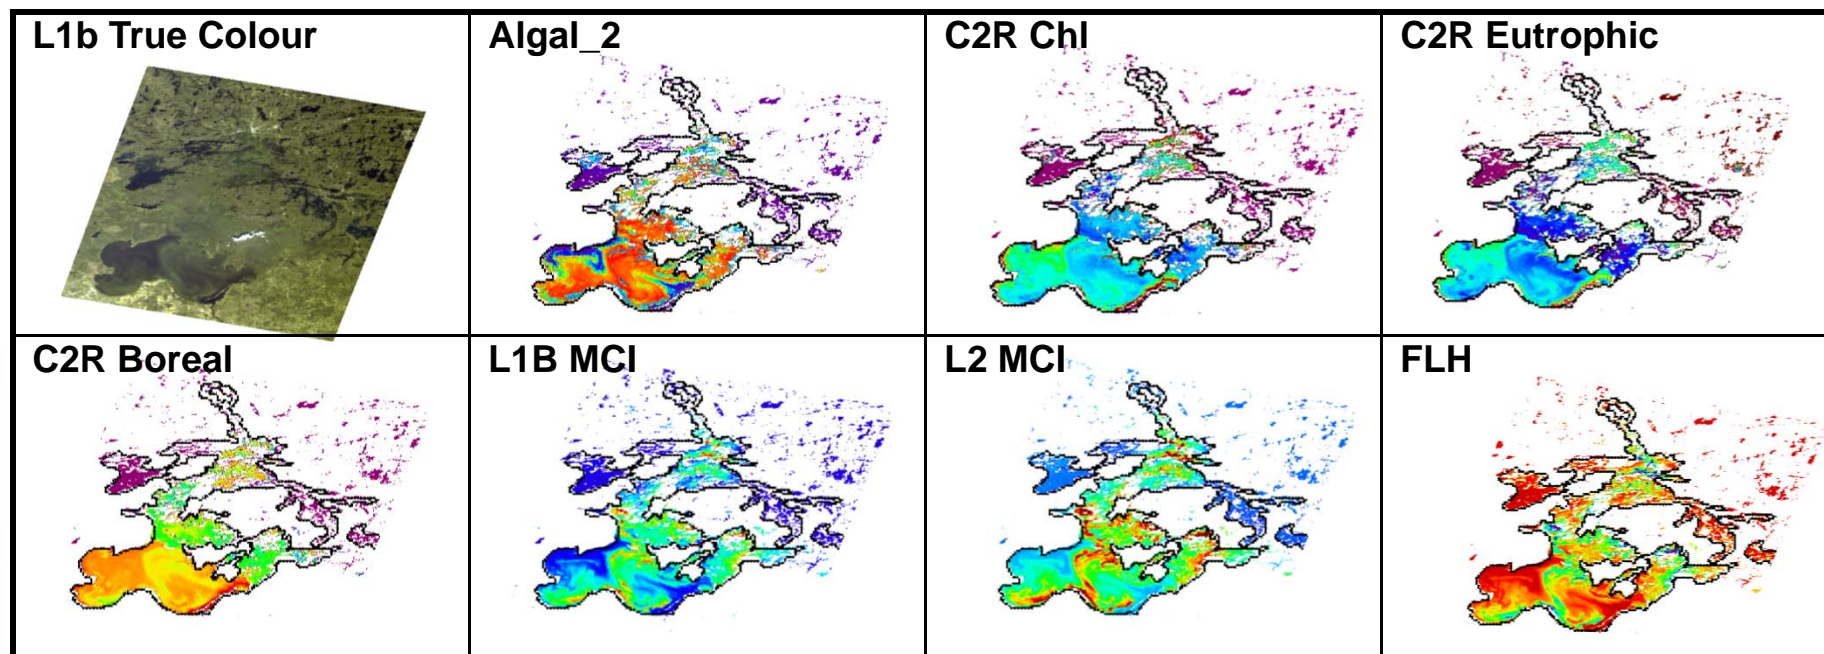 L1b True Colour
Algal_2
C2R Chl
C2R Eutrophic
C2R Boreal
L1B MCI
L2 MCI
FLH